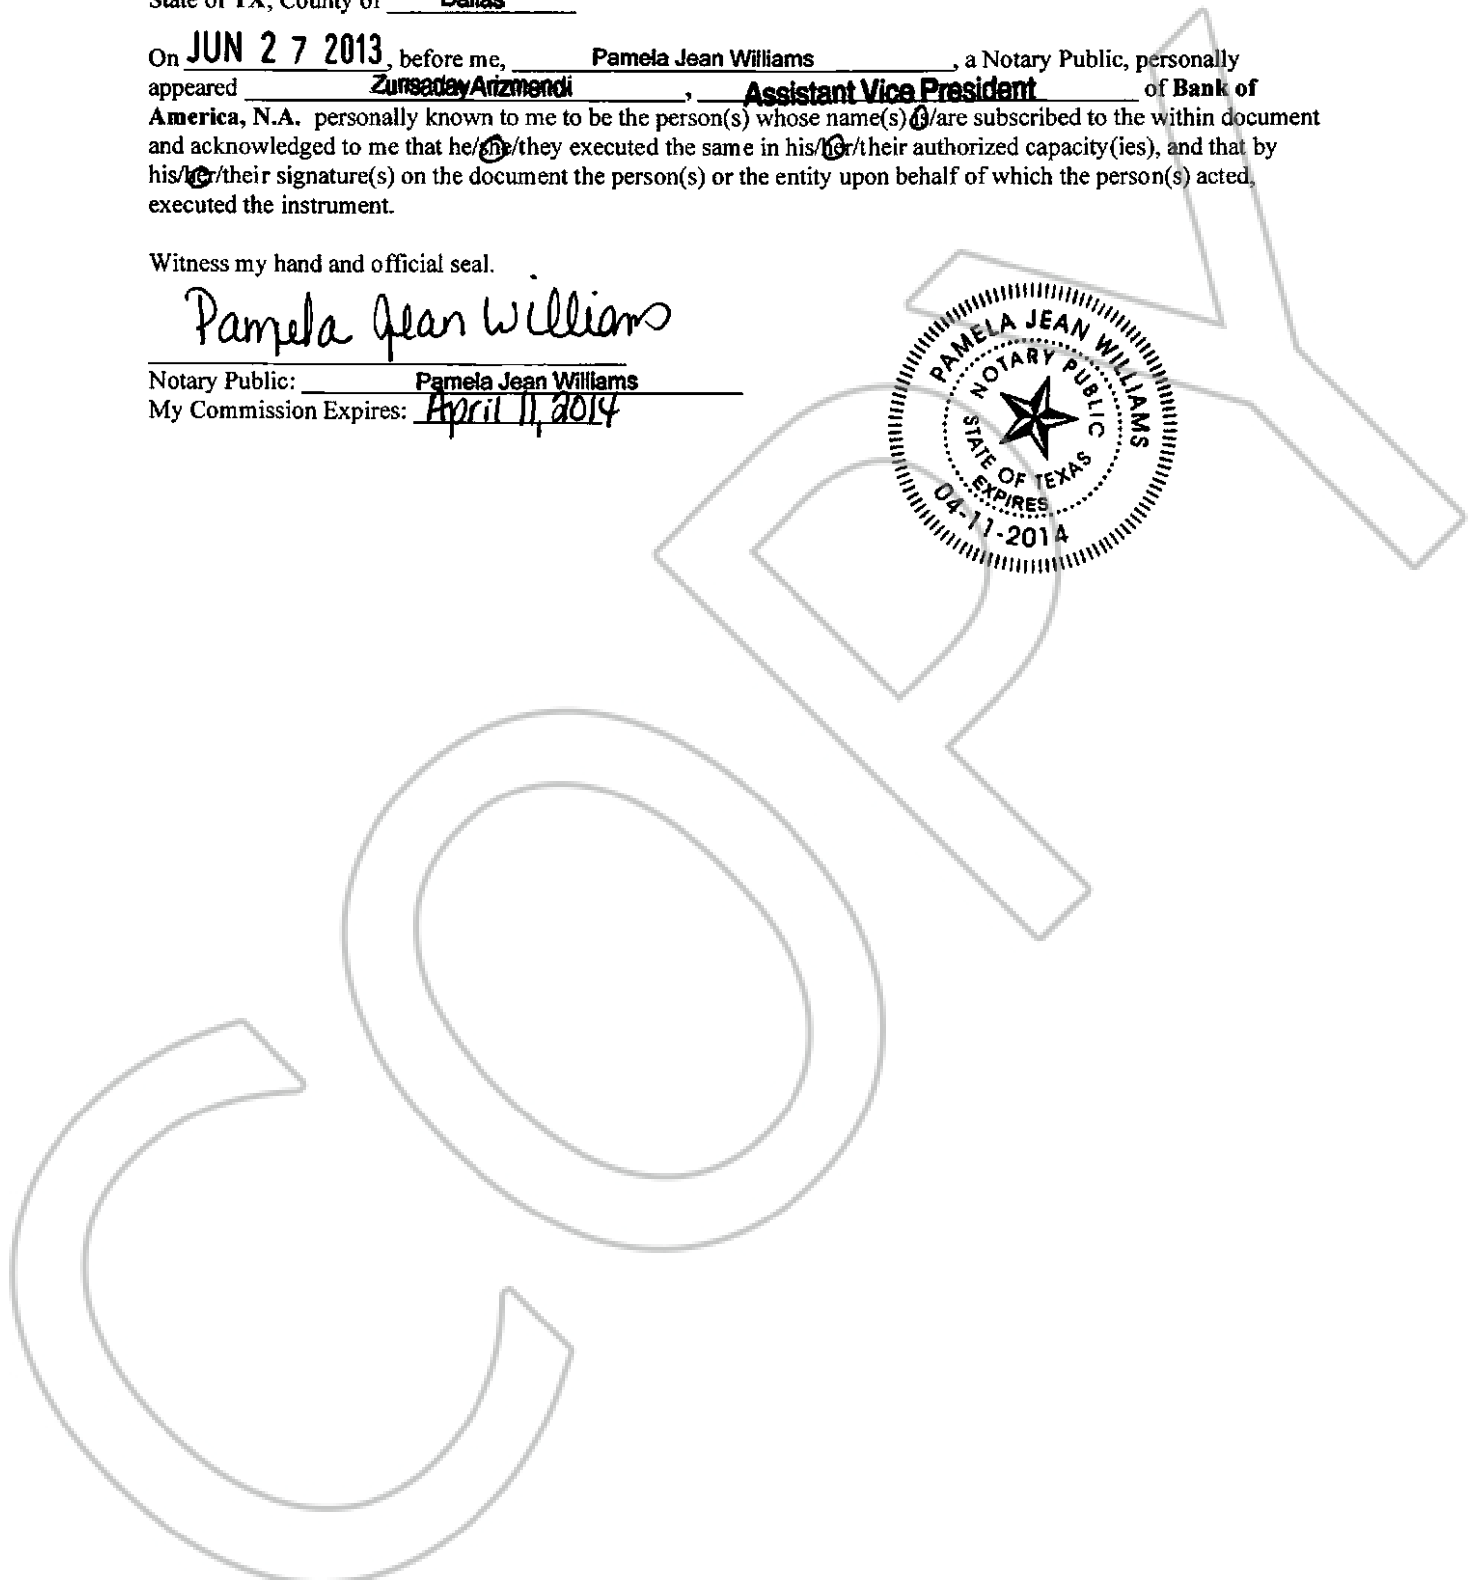 State of TX, County of Dallas
On JUN 27 2013, before me, Pamela Jean Williams, a Notary Public, personally
appeared Zunsaday Arizmendi, Assistant Vice President of Bank of
America, N.A. personally known to me to be the person(s) whose name(s) is/are subscribed to the within document
and acknowledged to me that he/she/they executed the same in his/her/their authorized capacity(ies), and that by
his/her/their signature(s) on the document the person(s) or the entity upon behalf of which the person(s) acted,
executed the instrument.
Witness my hand and official seal.
Pamela Jean Williams
Notary Public: Pamela Jean Williams
My Commission Expires: April 11, 2014
PAMELA JEAN WILLIAMS
NOTARY PUBLIC
STATE OF TEXAS
EXPIRES
04-11-2014
COPY